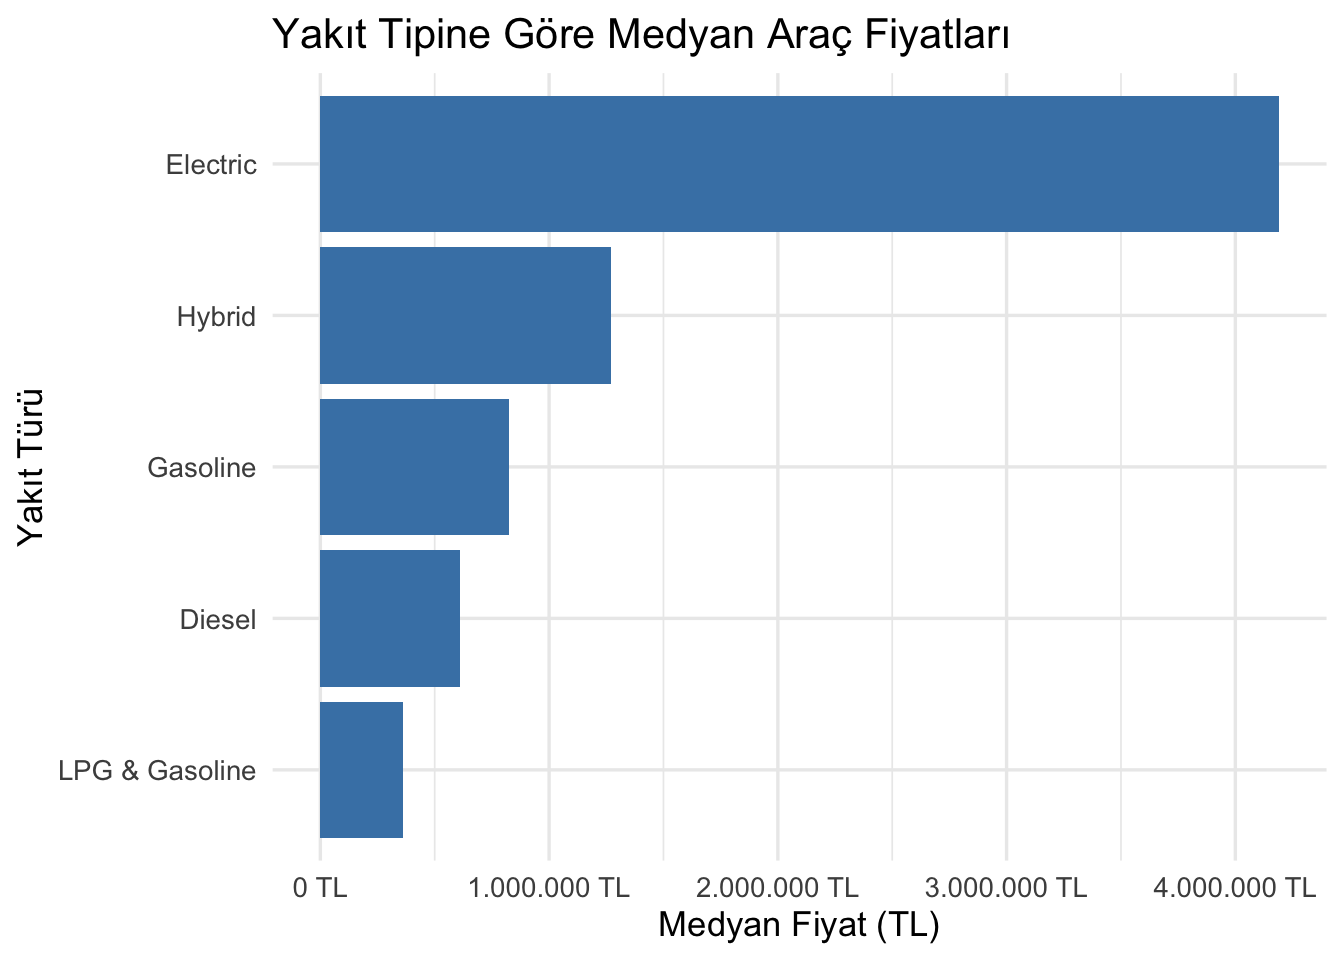 Yakıt Tipine Göre Medyan Araç Fiyatları
Yakıt Türü
Electric
Hybrid
Gasoline
Diesel
LPG & Gasoline
0 TL 1.000.000 TL 2.000.000 TL 3.000.000 TL 4.000.000 TL
Medyan Fiyat (TL)